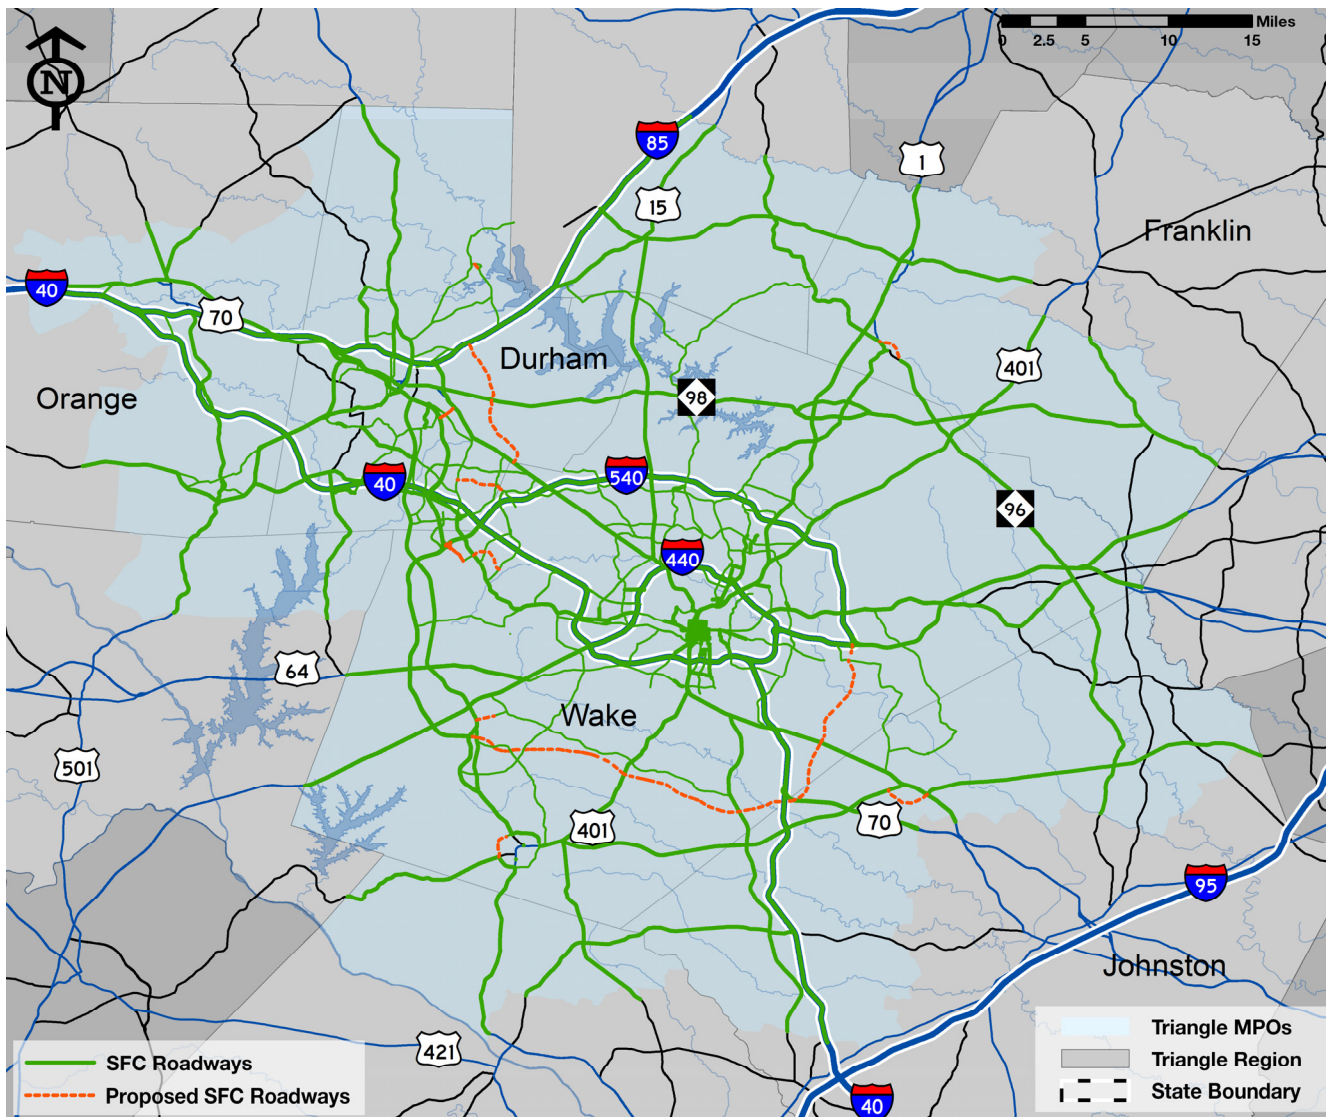 Miles
0 2.5 5 10 15
N
85
1
15
Franklin
40
70
Durham
401
Orange
98
40
540
96
440
64
Wake
501
401
70
95
Johnston
421
40
SFC Roadways
Proposed SFC Roadways
Triangle MPOs
Triangle Region
State Boundary